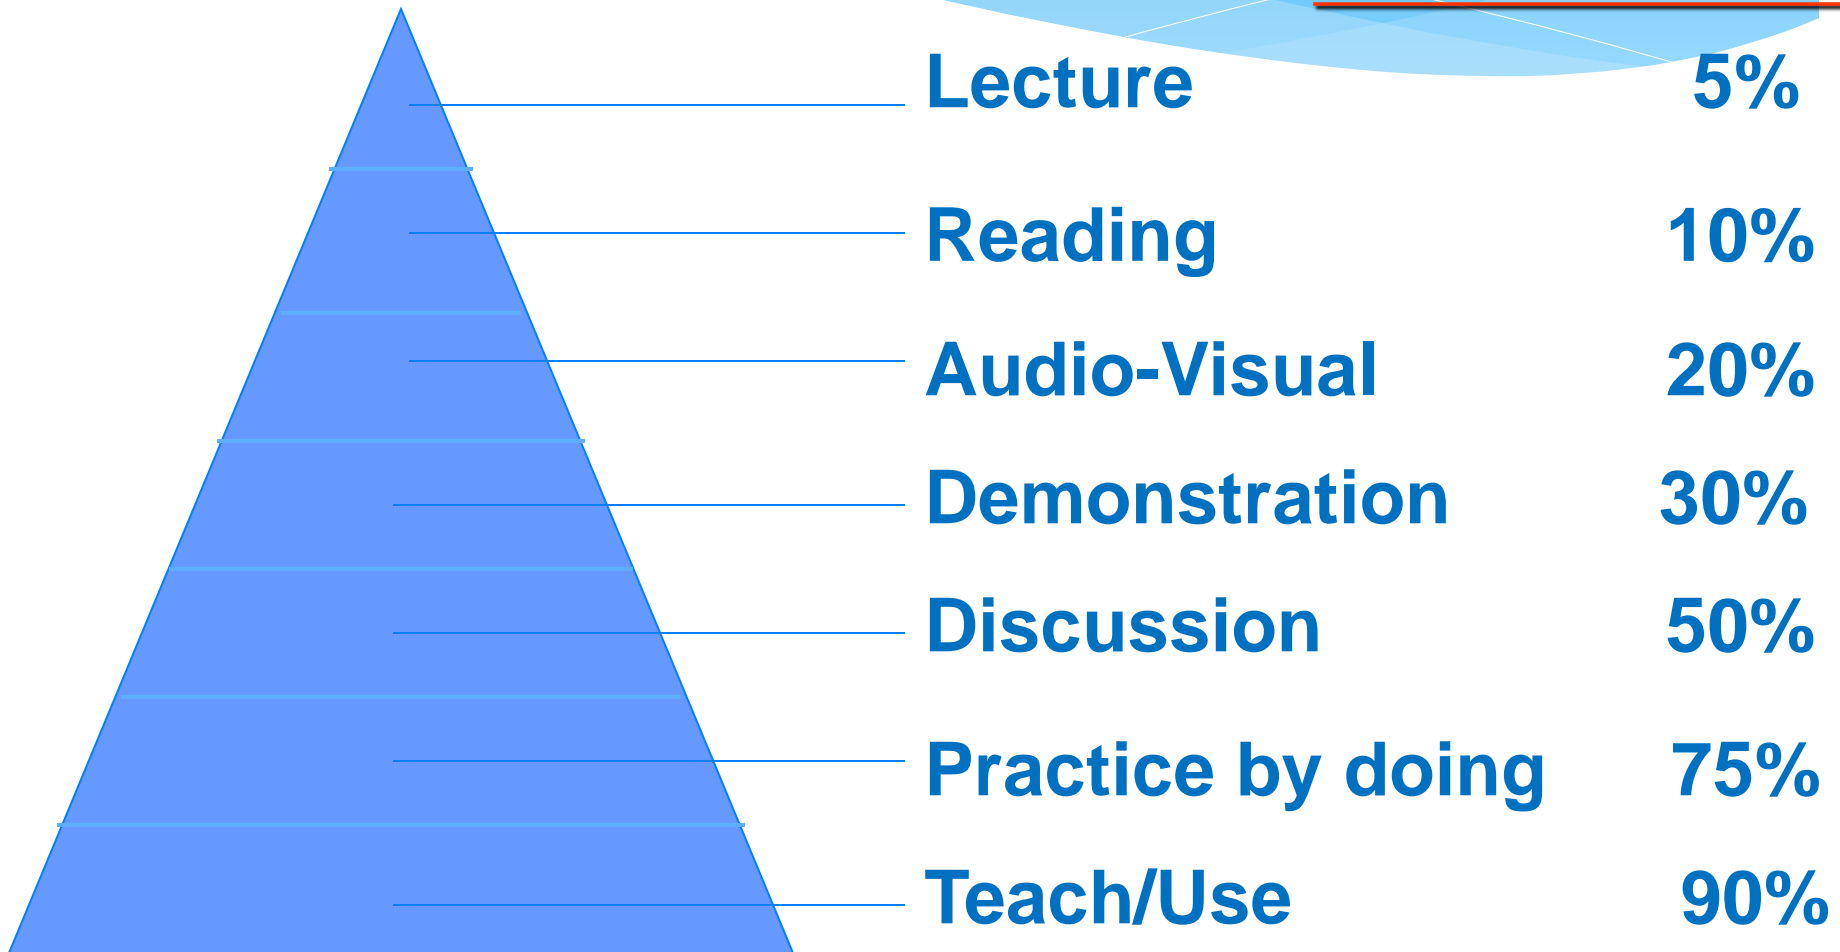 Lecture 5%
Reading 10%
Audio-Visual 20%
Demonstration 30%
Discussion 50%
Practice by doing 75%
Teach/Use 90%